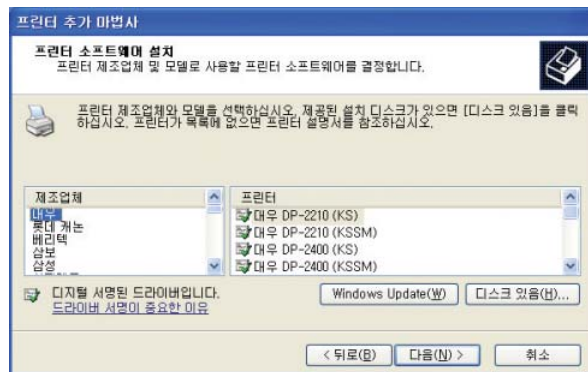 프린터 추가 마법사
프린터 소프트웨어 설치
프린터 제조업체 및 모델로 사용할 프린터 소프트웨어를 결정합니다.
프린터 제조업체와 모델을 선택하십시오. 제공된 설치 디스크가 있으면 [디스크 있음]을 클릭
하십시오. 프린터가 목록에 없으면 프린터 설명서를 참조하십시오.
제조업체
대우
롯데 캐논
베리텍
삼보
삼성
프린터
대우 DP-2210 (KS)
대우 DP-2210 (KSSM)
대우 DP-2400 (KS)
대우 DP-2400 (KSSM)
디지털 서명된 드라이버입니다.
드라이버 서명이 중요한 이유
Windows Update(W)
디스크 있음(H)...
< 뒤로(B)
다음(N) >
취소